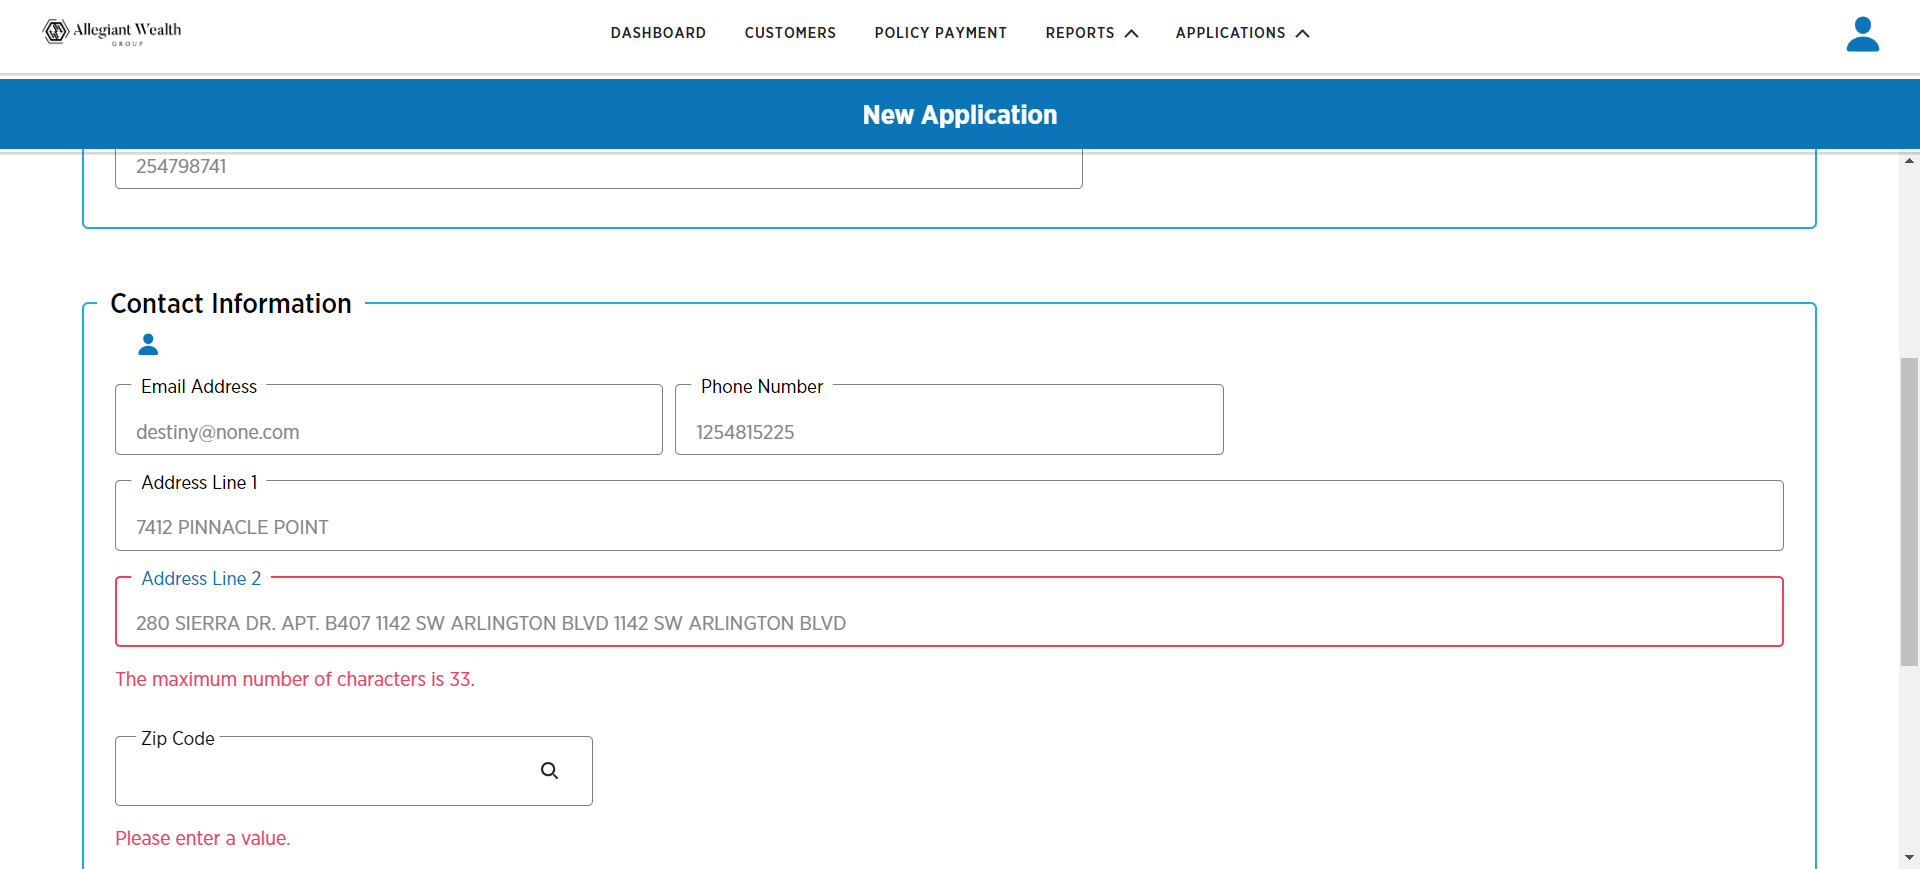 Allegiant Wealth
GROUP
DASHBOARD CUSTOMERS POLICY PAYMENT REPORTS APPLICATIONS
New Application
254798741
Contact Information
Email Address Phone Number
destiny@none.com 1254815225
Address Line 1
7412 PINNACLE POINT
Address Line 2
280 SIERRA DR. APT. B407 1142 SW ARLINGTON BLVD 1142 SW ARLINGTON BLVD
The maximum number of characters is 33.
Zip Code
Please enter a value.